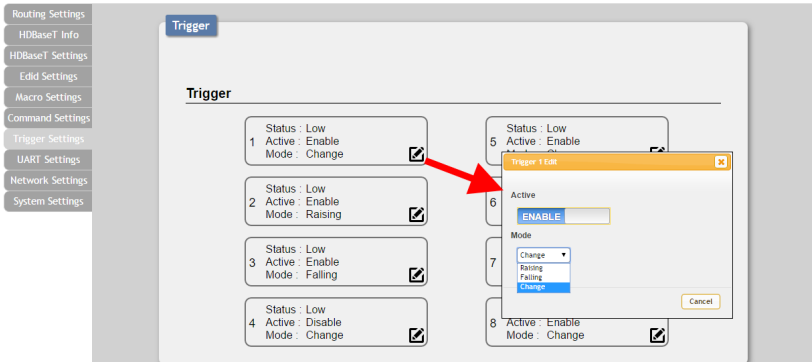 Routing Settings
HDBaseT Info
HDBaseT Settings
Edid Settings
Macro Settings
Command Settings
Trigger Settings
UART Settings
Network Settings
System Settings
Trigger
Trigger
1
Status : Low
Active : Enable
Mode : Change
2
Status : Low
Active : Enable
Mode : Raising
3
Status : Low
Active : Enable
Mode : Falling
4
Status : Low
Active : Disable
Mode : Change
5
Status : Low
Active : Enable
6
7
8
Active : Enable
Mode : Change
Trigger 1 Edit
Active
ENABLE
Mode
Change
Raising
Falling
Change
Cancel